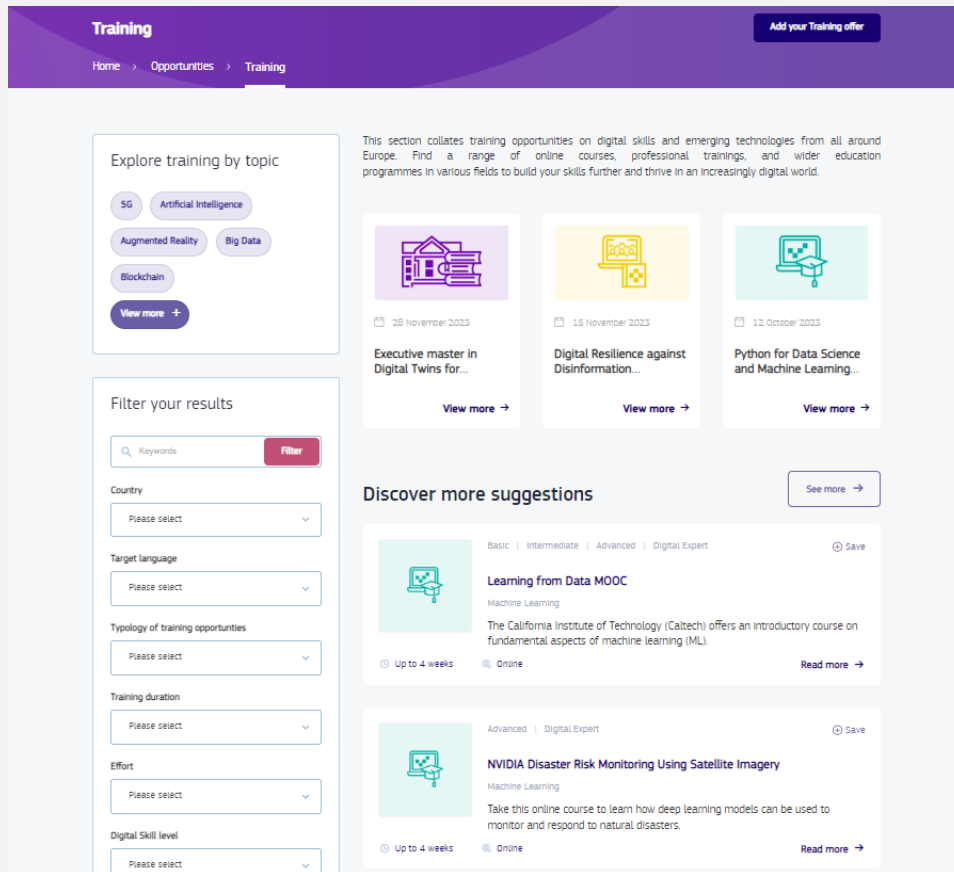 Training
Add your Training offer
Home > Opportunities > Training
Explore training by topic
5G
Artificial Intelligence
Augmented Reality
Big Data
Blockchain
View more +
Filter your results
Keywords
Filter
Country
Please select
Target language
Please select
Typology of training opportunties
Please select
Training duration
Please select
Effort
Please select
Digital Skill level
Please select
This section collates training opportunities on digital skills and emerging technologies from all around
Europe. Find a range of online courses, professional trainings, and wider education
programmes in various fields to build your skills further and thrive in an increasingly digital world.
28 November 2023
Executive master in
Digital Twins for...
View more →
15 November 2023
Digital Resilience against
Disinformation...
View more →
12 October 2023
Python for Data Science
and Machine Learning...
View more →
Discover more suggestions
See more →
Basic | Intermediate | Advanced | Digital Expert
Save
Learning from Data MOOC
Machine Learning
The California Institute of Technology (Caltech) offers an introductory course on
fundamental aspects of machine learning (ML).
Up to 4 weeks
Online
Read more →
Advanced | Digital Expert
Save
NVIDIA Disaster Risk Monitoring Using Satellite Imagery
Machine Learning
Take this online course to learn how deep learning models can be used to
monitor and respond to natural disasters.
Up to 4 weeks
Online
Read more →